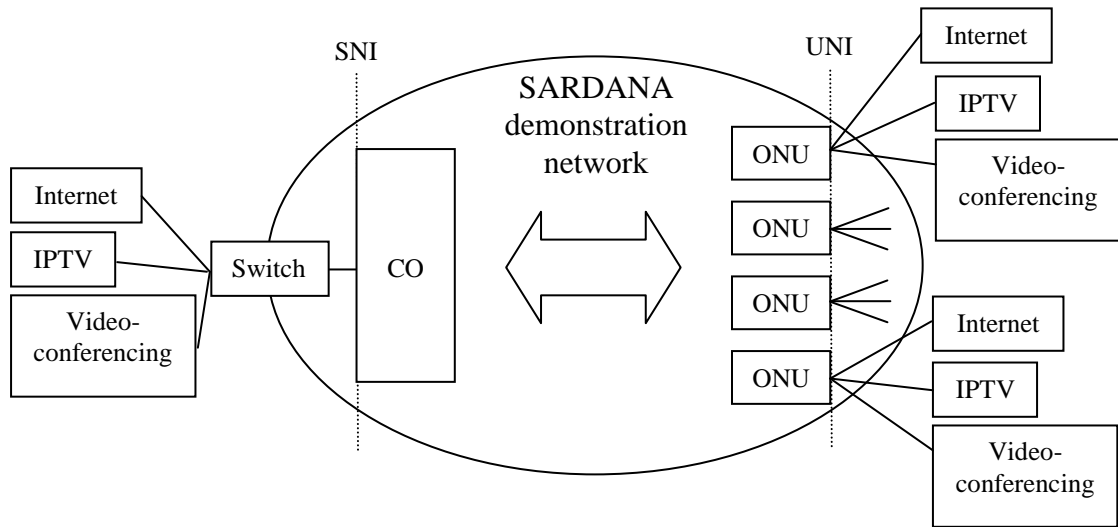 SNI
UNI
SARDANA
demonstration
network
Internet
IPTV
Video-
conferencing
Switch
CO
ONU
ONU
ONU
ONU
Internet
IPTV
Video-
conferencing
Internet
IPTV
Video-
conferencing